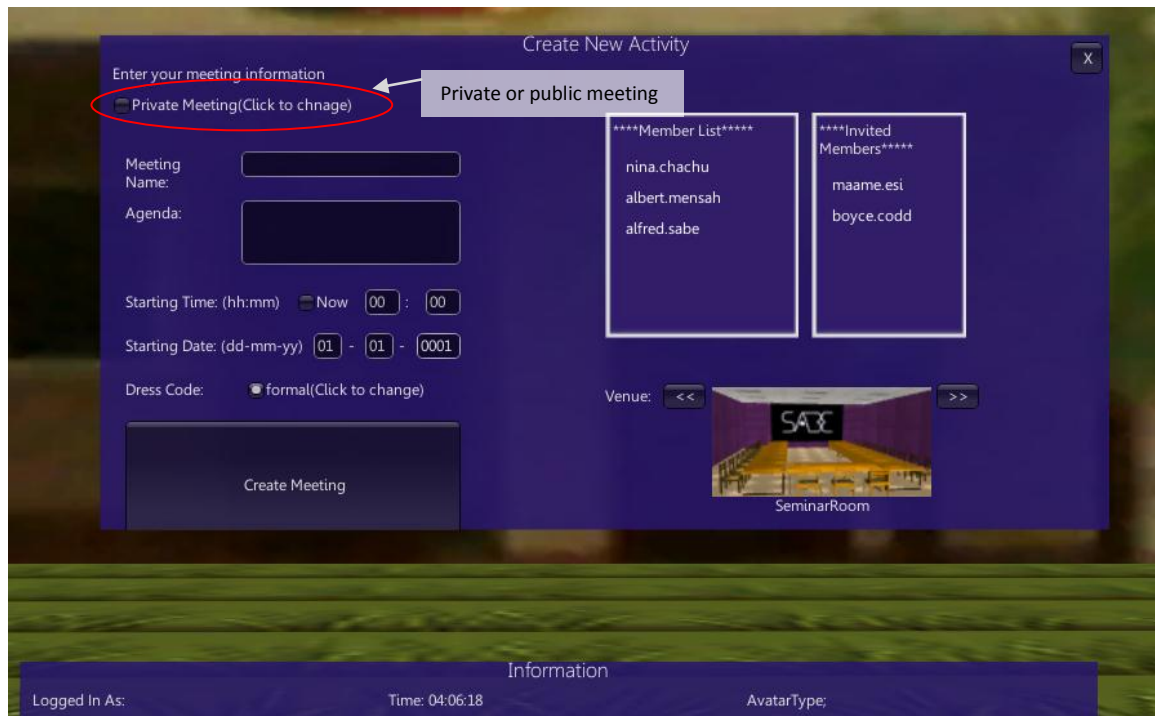 Create New Activity
X
Enter your meeting information
Private Meeting(Click to chnage)
Private or public meeting
Meeting
Name:
Agenda:
Starting Time: (hh:mm) Now 00 : 00
Starting Date: (dd-mm-yy) 01 - 01 - 0001
Dress Code: formal(Click to change)
Create Meeting
****Member List*****
nina.chachu
albert.mensah
alfred.sabe
****Invited
Members*****
maame.esi
boyce.codd
Venue: << >>
SABE
SeminarRoom
Information
Logged In As: Time: 04:06:18 AvatarType;